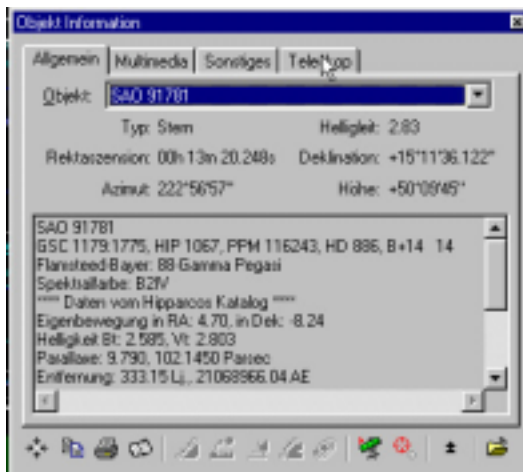 Objekt Information
Allgemein Multimedia Sonstiges Teleskop
Objekt: SAO 91781
Typ: Stern Helligkeit: 2.83
Rektaszension: 00h 13m 20.248s Deklination: +15°11'36.122"
Azimut: 222°56'57" Höhe: +50°09'45"
SAO 91781
GSC 1179:1775, HIP 1067, PPM 116243, HD 886, B+14 14
Flamsteed-Bayer: 88-Gamma Pegasi
Spektralfarbe: B2IV
**** Daten vom Hipparcos Katalog ****
Eigenbewegung in RA: 4.70, in Dek: -8.24
Helligkeit Bt: 2.585, Vt: 2.803
Parallaxe: 9.790, 102.1450 Parsec
Entfernung: 333.15 Lj., 21068966.04 AE